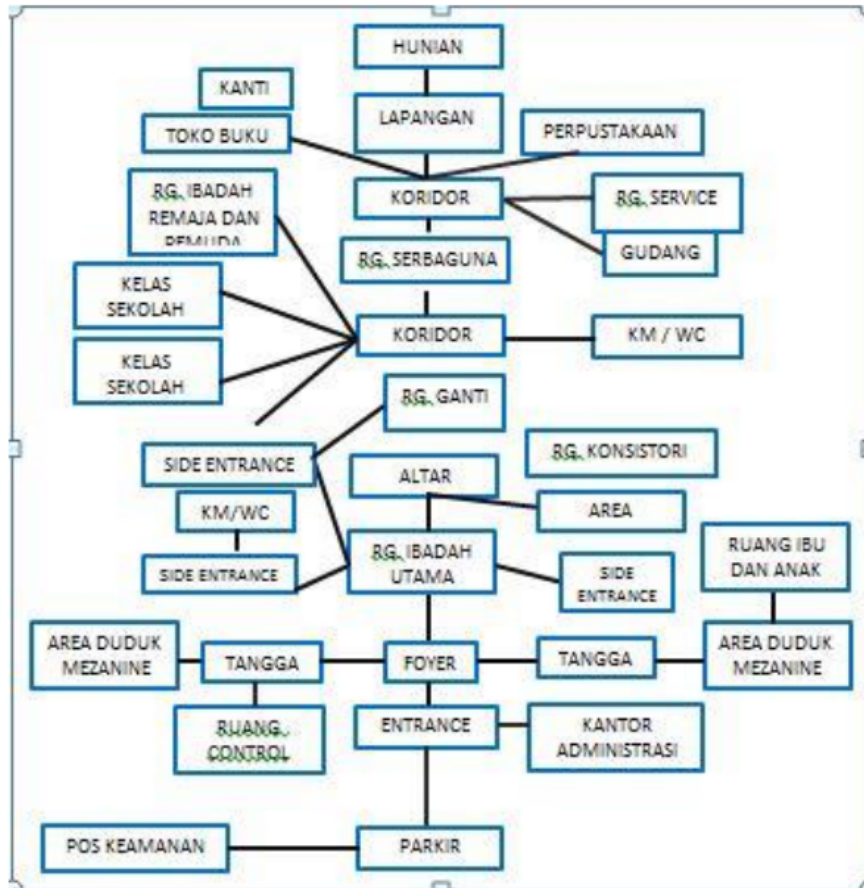 HUNIAN
KANTI
LAPANGAN
TOKO BUKU
PERPUSTAKAAN
RG. IBADAH
REMAJA DAN
PEMUDA
KORIDOR
RG. SERVICE
GUDANG
RG. SERBAGUNA
KELAS
SEKOLAH
KORIDOR
KM / WC
KELAS
SEKOLAH
RG. GANTI
SIDE ENTRANCE
RG. KONSISTORI
ALTAR
KM/WC
AREA
SIDE ENTRANCE
RG. IBADAH
UTAMA
SIDE
ENTRANCE
RUANG IBU
DAN ANAK
AREA DUDUK
MEZANINE
TANGGA
FOYER
TANGGA
AREA DUDUK
MEZANINE
RUANG
CONTROL
ENTRANCE
KANTOR
ADMINISTRASI
POS KEAMANAN
PARKIR